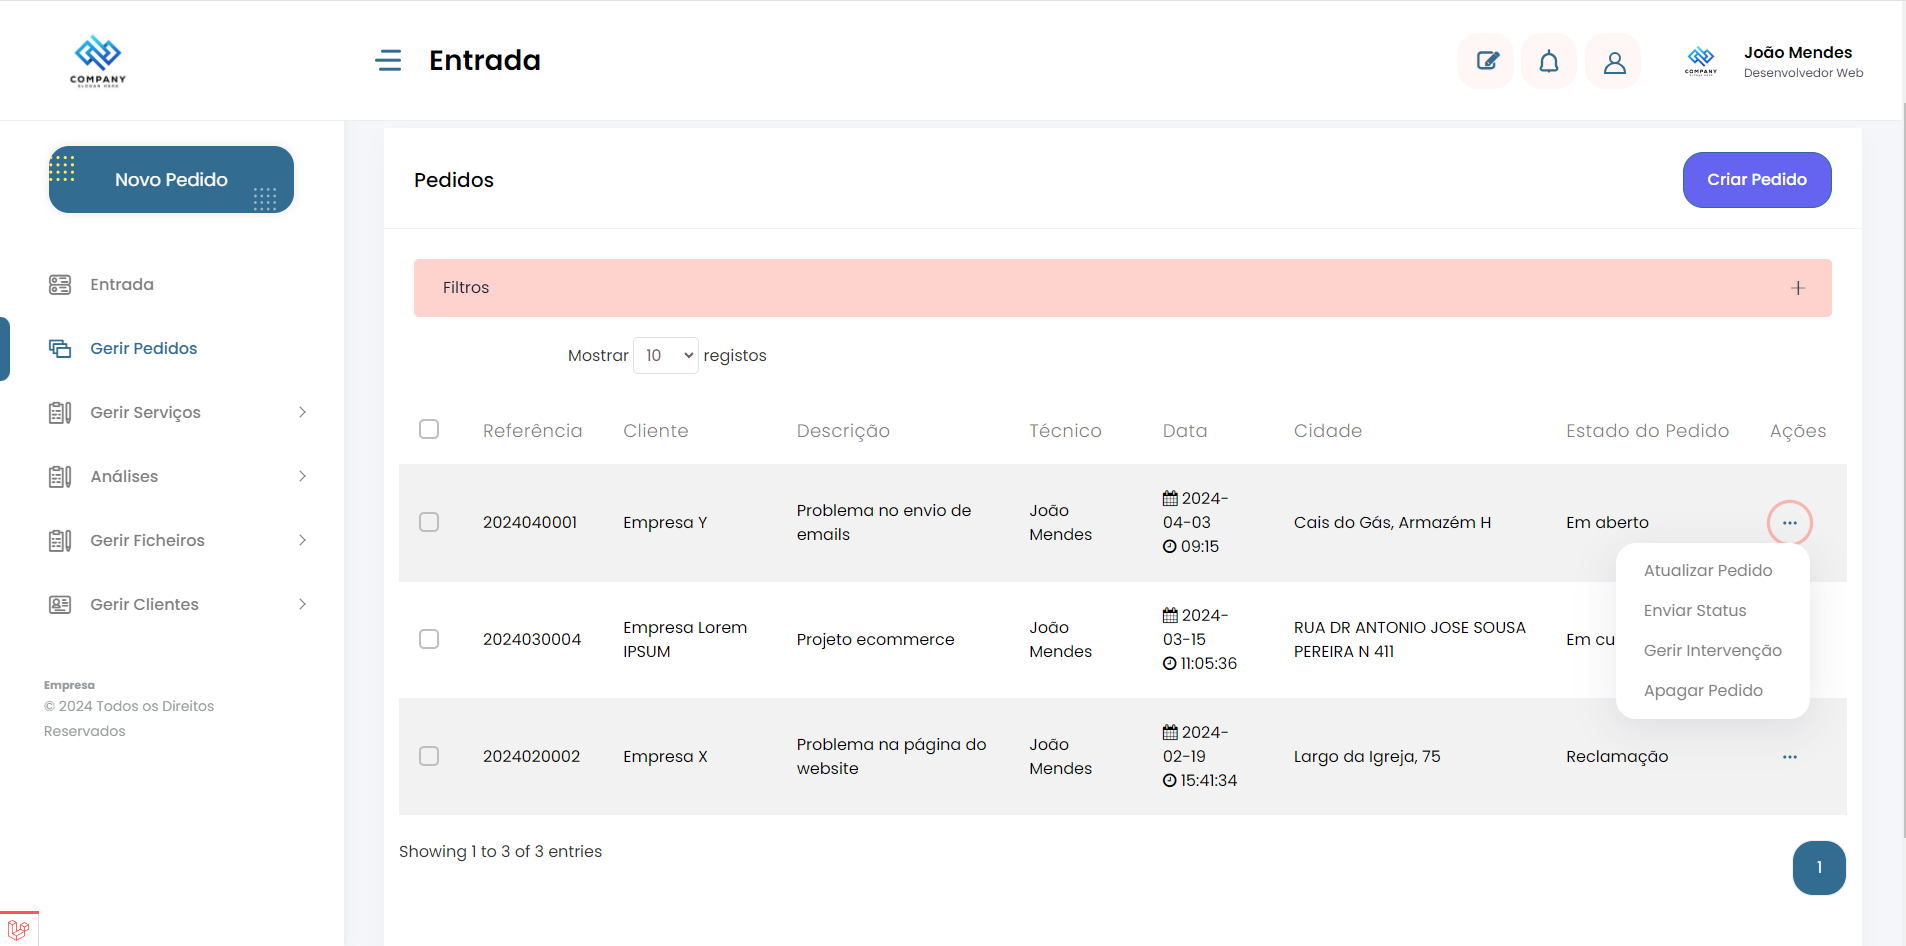 COMPANY
SLOGAN HERE
Entrada
COMPANY
João Mendes
Desenvolvedor Web
Novo Pedido
Entrada
Gerir Pedidos
Gerir Serviços
Análises
Gerir Ficheiros
Gerir Clientes
Empresa
© 2024 Todos os Direitos
Reservados
Pedidos
Criar Pedido
Filtros
Mostrar 10 registos
Referência Cliente Descrição Técnico Data Cidade Estado do Pedido Ações
2024040001
Empresa Y
Problema no envio de
emails
João
Mendes
2024-
04-03
09:15
Cais do Gás, Armazém H
Em aberto
Atualizar Pedido
Enviar Status
Gerir Intervenção
Apagar Pedido
2024030004
Empresa Lorem
IPSUM
Projeto ecommerce
João
Mendes
2024-
03-15
11:05:36
RUA DR ANTONIO JOSE SOUSA
PEREIRA N 411
Em cu
2024020002
Empresa X
Problema na página do
website
João
Mendes
2024-
02-19
15:41:34
Largo da Igreja, 75
Reclamação
Showing 1 to 3 of 3 entries
1